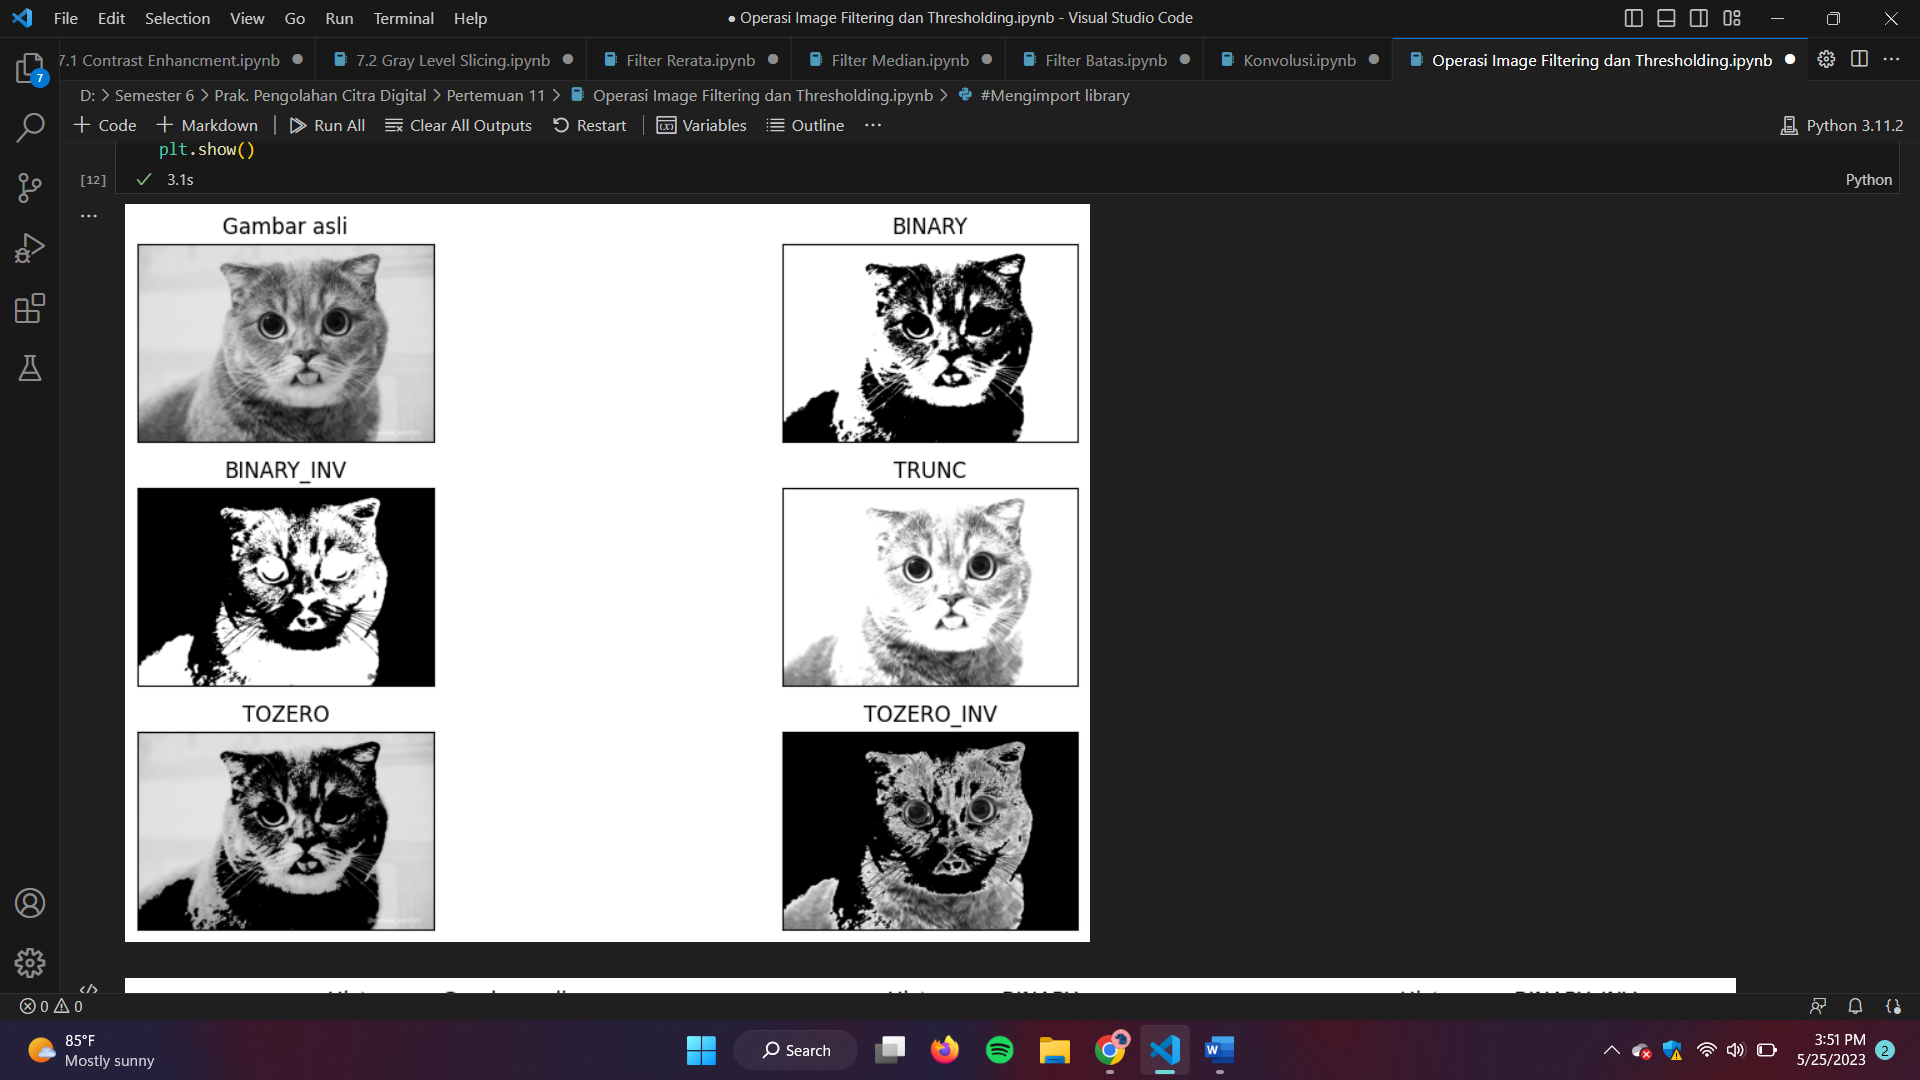 File Edit Selection View Go Run Terminal Help
● Operasi Image Filtering dan Thresholding.ipynb - Visual Studio Code
7.1 Contrast Enhancment.ipynb
7.2 Gray Level Slicing.ipynb
Filter Rerata.ipynb
Filter Median.ipynb
Filter Batas.ipynb
Konvolusi.ipynb
Operasi Image Filtering dan Thresholding.ipynb
7
D: > Semester 6 > Prak. Pengolahan Citra Digital > Pertemuan 11 > Operasi Image Filtering dan Thresholding.ipynb > #Mengimport library
+ Code + Markdown Run All Clear All Outputs Restart Variables Outline ...
Python 3.11.2
plt.show()
[12] 3.1s
Python
Gambar asli
BINARY
BINARY_INV
TRUNC
TOZERO
TOZERO_INV
0 0
85°F
Mostly sunny
Search
3:51 PM
5/25/2023
2